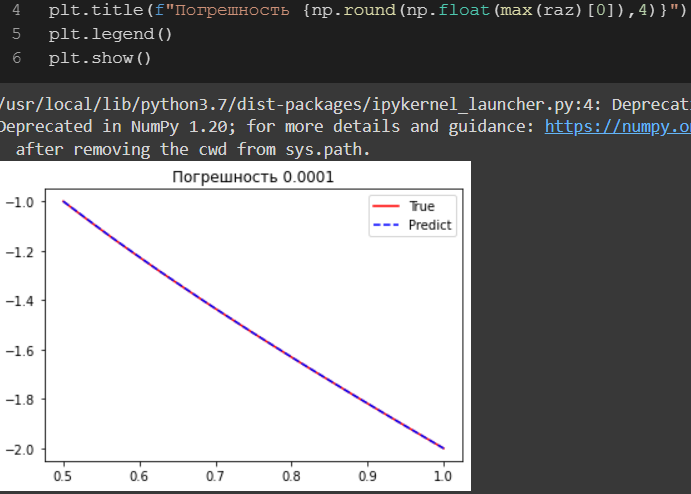 4 plt.title(f"Погрешность {np.round(np.float(max(raz)[0]),4)}")
5 plt.legend()
6 plt.show()
/usr/local/lib/python3.7/dist-packages/ipykernel_launcher.py:4: Deprecati
Deprecated in NumPy 1.20; for more details and guidance: https://numpy.o
after removing the cwd from sys.path.
Погрешность 0.0001
True
Predict
−1.0
−1.2
−1.4
−1.6
−1.8
−2.0
0.5 0.6 0.7 0.8 0.9 1.0